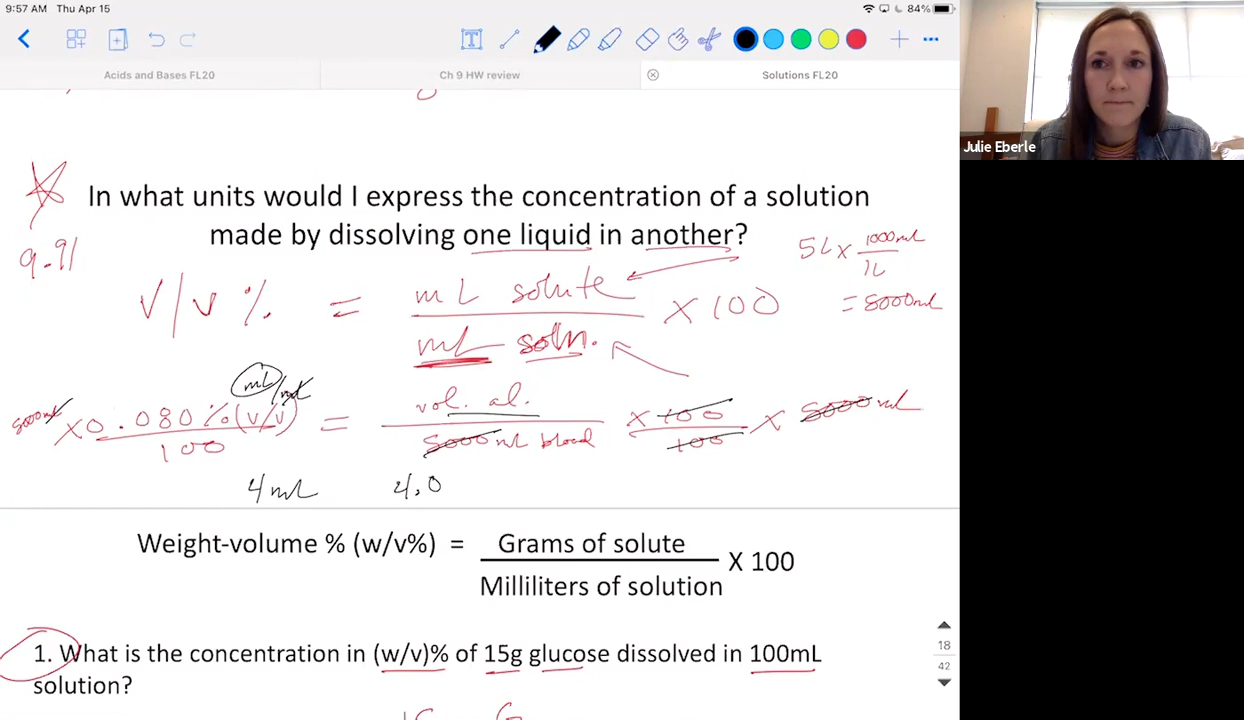 9:57 AM Thu Apr 15
84%
Acids and Bases FL20
Ch 9 HW review
Solutions FL20
Julie Eberle
In what units would I express the concentration of a solution
made by dissolving one liquid in another?
9.91
5L x 1000mL
1L
= 5000mL
V/V % = mL solute x 100
mL soln.
mL/mL
5000mL x 0.080 % (v/v) = vol. al. x 100 x 5000mL
100 5000mL blood 100
4mL 4.0
Weight-volume % (w/v%) = Grams of solute X 100
Milliliters of solution
1. What is the concentration in (w/v)% of 15g glucose dissolved in 100mL
solution?
18
42